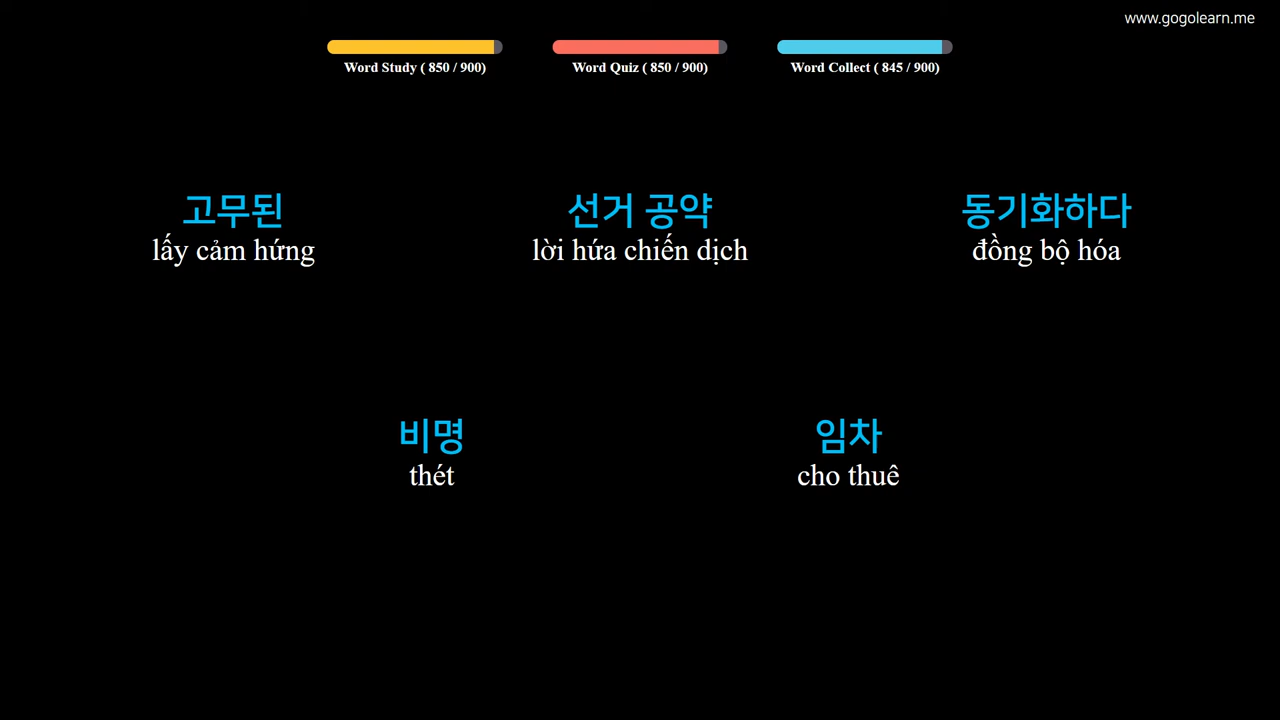 www.gogolearn.me
Word Study ( 850 / 900)
Word Quiz ( 850 / 900)
Word Collect ( 845 / 900)
고무된
lấy cảm hứng
선거 공약
lời hứa chiến dịch
동기화하다
đồng bộ hóa
비명
thét
임차
cho thuê